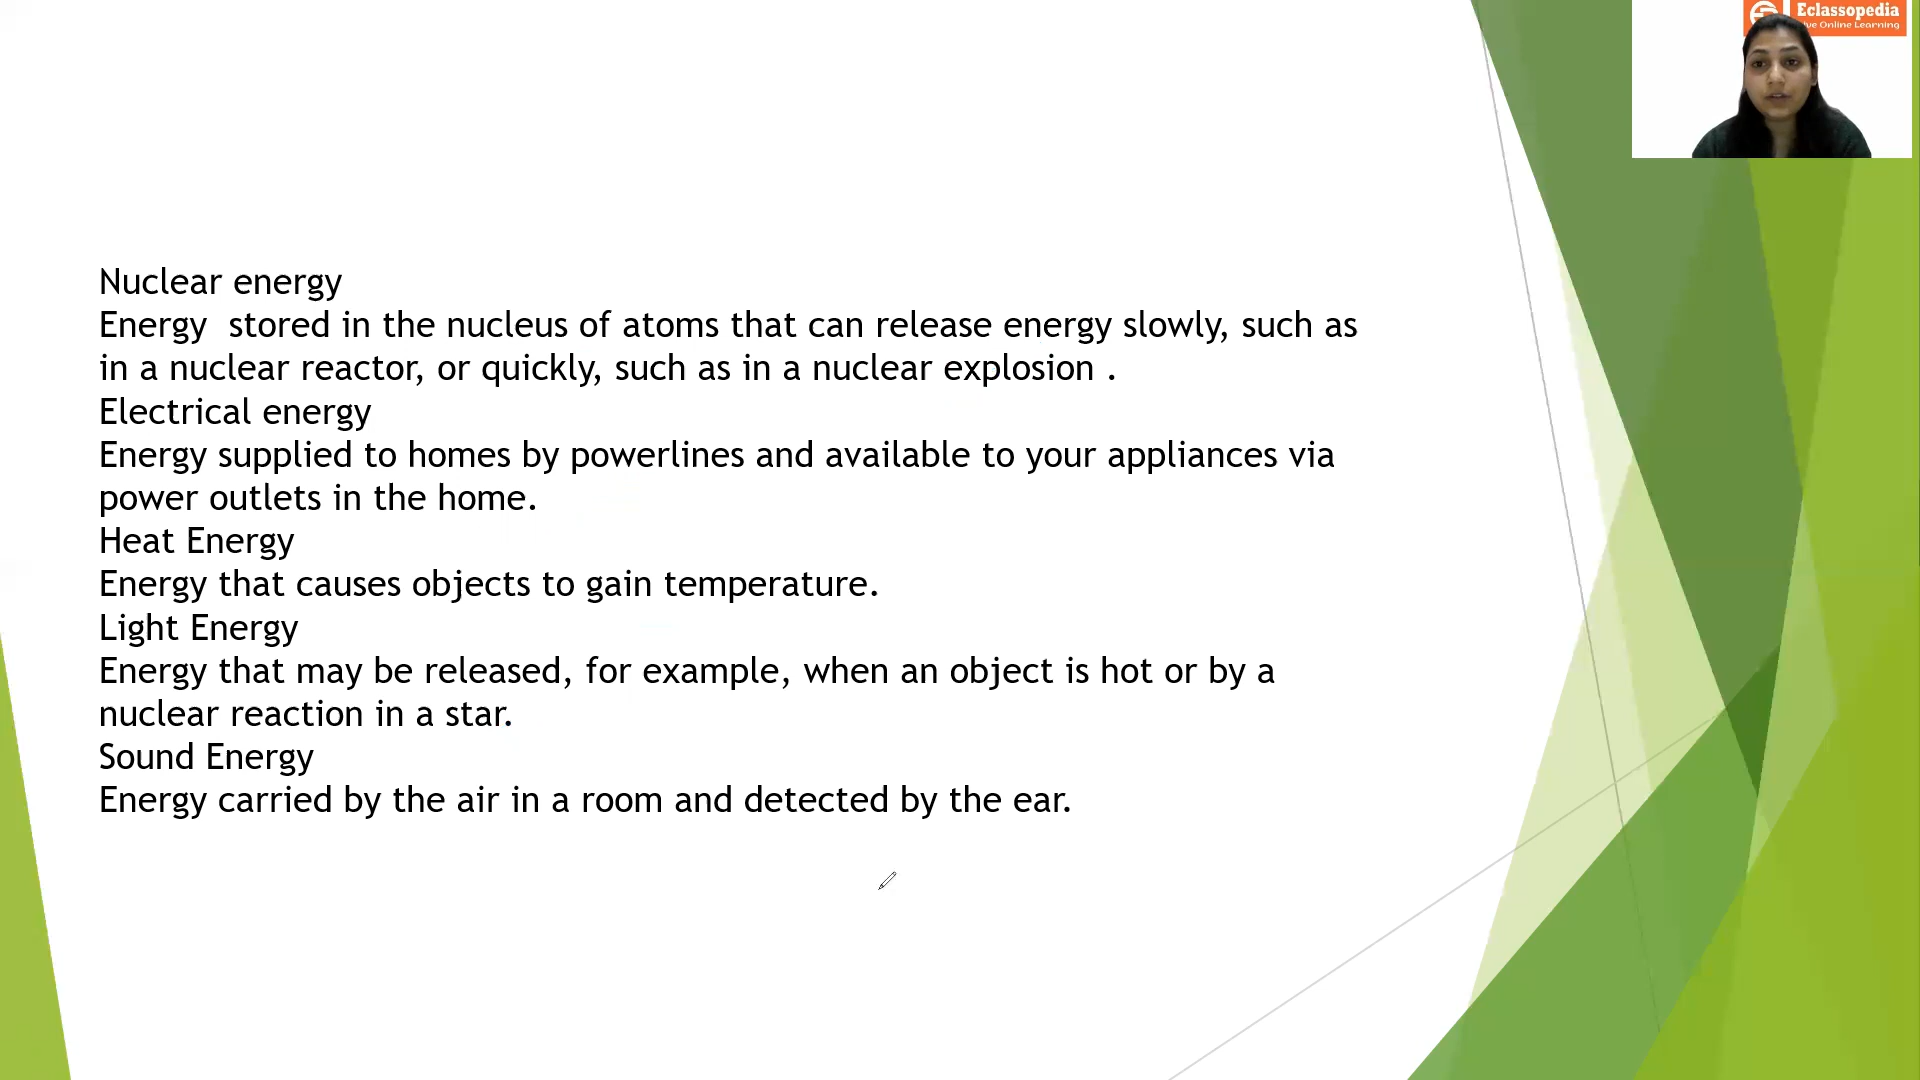 Eclassopedia
ve Online Learning
Nuclear energy
Energy  stored in the nucleus of atoms that can release energy slowly, such as
in a nuclear reactor, or quickly, such as in a nuclear explosion .
Electrical energy
Energy supplied to homes by powerlines and available to your appliances via
power outlets in the home.
Heat Energy
Energy that causes objects to gain temperature.
Light Energy
Energy that may be released, for example, when an object is hot or by a
nuclear reaction in a star.
Sound Energy
Energy carried by the air in a room and detected by the ear.